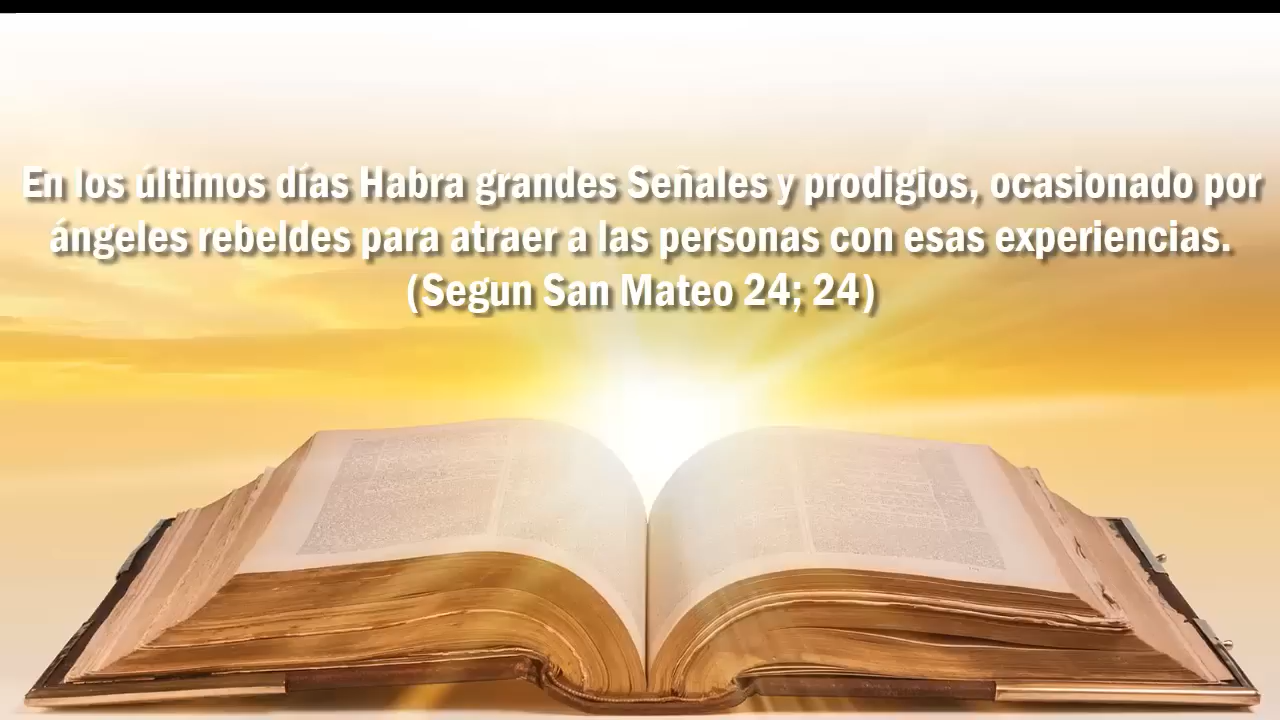 En los últimos días Habra grandes Señales y prodigios, ocasionado por
ángeles rebeldes para atraer a las personas con esas experiencias.
(Segun San Mateo 24; 24)